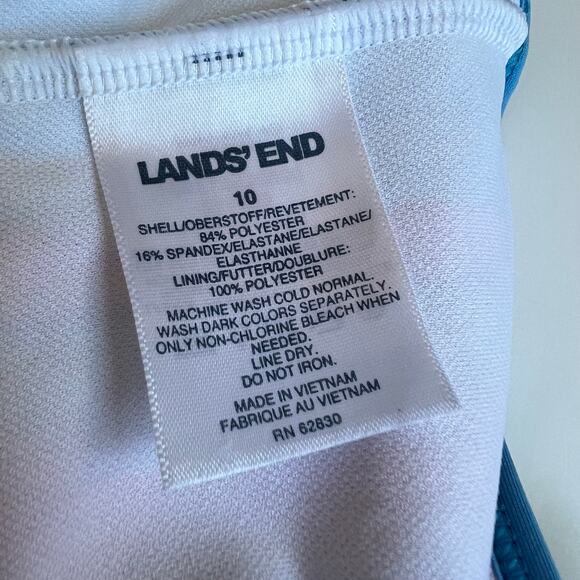 LANDS' END
10
SHELL/OBERSTOFF/REVETEMENT:
84% POLYESTER
16% SPANDEX/ELASTANE/ELASTANE/
ELASTHANNE
LINING/FUTTER/DOUBLURE:
100% POLYESTER
MACHINE WASH COLD NORMAL.
WASH DARK COLORS SEPARATELY.
ONLY NON-CHLORINE BLEACH WHEN
NEEDED.
LINE DRY.
DO NOT IRON.
MADE IN VIETNAM
FABRIQUE AU VIETNAM
RN 62830